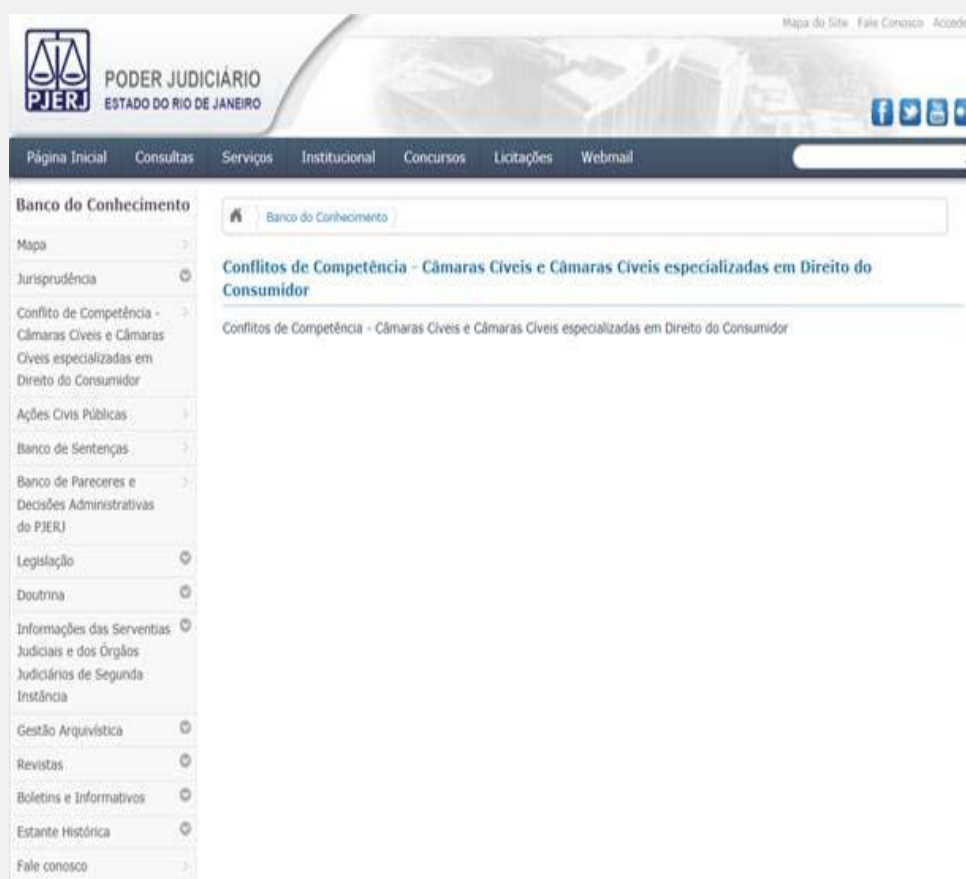 Mapa do Site Fale Conosco
PJERJ
PODER JUDICIÁRIO
ESTADO DO RIO DE JANEIRO
Página Inicial Consultas Serviços Institucional Concursos Licitações Webmail
Banco do Conhecimento
Mapa
Jurisprudência
Conflito de Competência -
Câmaras Cíveis e Câmaras
Cíveis especializadas em
Direito do Consumidor
Ações Civis Públicas
Banco de Sentenças
Banco de Pareceres e
Decisões Administrativas
do PJERJ
Legislação
Doutrina
Informações das Serventias
Judiciais e dos Órgãos
Judiciários de Segunda
Instância
Gestão Arquivística
Revistas
Boletins e Informativos
Estante Histórica
Fale conosco
Banco do Conhecimento
Conflitos de Competência - Câmaras Cíveis e Câmaras Cíveis especializadas em Direito do
Consumidor
Conflitos de Competência - Câmaras Cíveis e Câmaras Cíveis especializadas em Direito do Consumidor